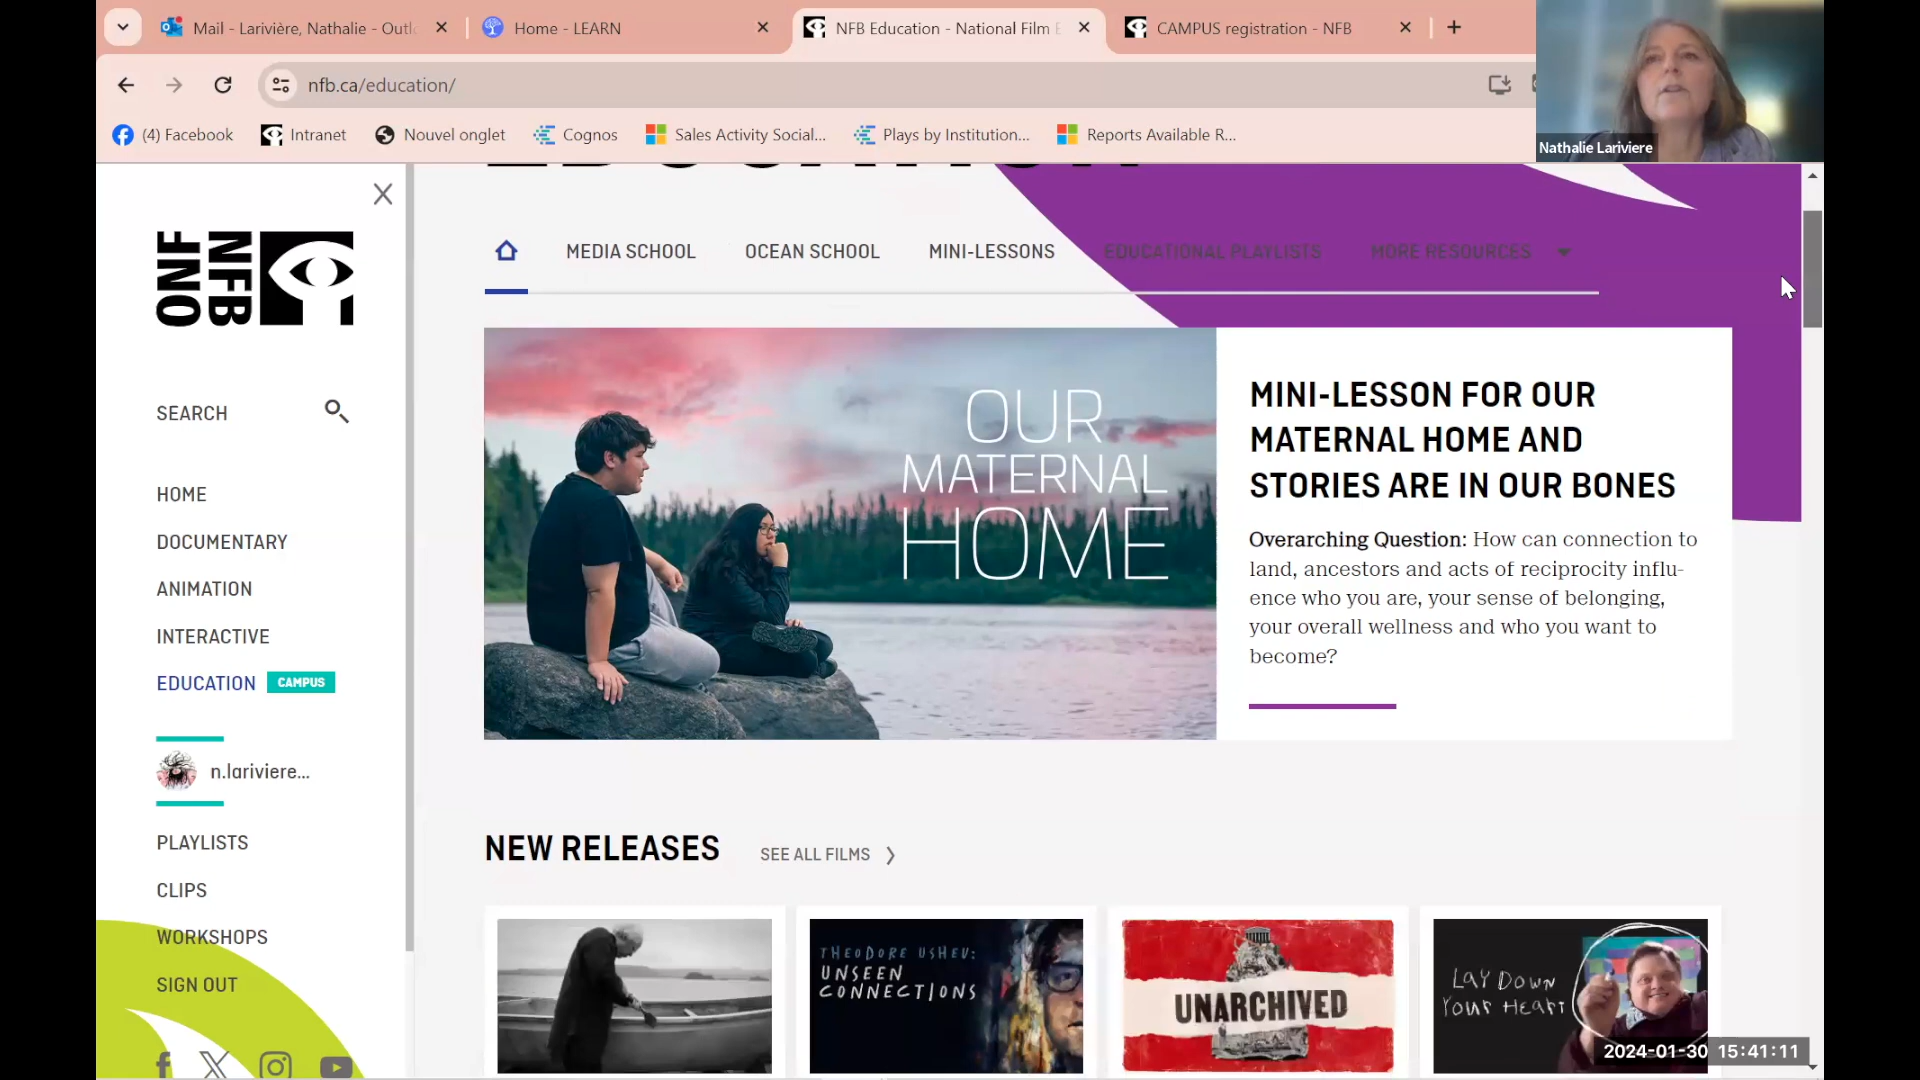 Mail - Larivière, Nathalie - Outl
Home - LEARN
NFB Education - National Film
CAMPUS registration - NFB
nfb.ca/education/
(4) Facebook
Intranet
Nouvel onglet
Cognos
Sales Activity Social...
Plays by Institution...
Reports Available R...
Nathalie Lariviere
ONF
NFB
SEARCH
HOME
DOCUMENTARY
ANIMATION
INTERACTIVE
EDUCATION CAMPUS
n.lariviere...
PLAYLISTS
CLIPS
WORKSHOPS
SIGN OUT
MEDIA SCHOOL
OCEAN SCHOOL
MINI-LESSONS
EDUCATIONAL PLAYLISTS
MORE RESOURCES
OUR
MATERNAL
HOME
MINI-LESSON FOR OUR
MATERNAL HOME AND
STORIES ARE IN OUR BONES
Overarching Question: How can connection to
land, ancestors and acts of reciprocity influ-
ence who you are, your sense of belonging,
your overall wellness and who you want to
become?
NEW RELEASES
SEE ALL FILMS
THEODORE USHEV:
UNSEEN
CONNECTIONS
UNARCHIVED
LAY DOWN
YOUR HEART
2024-01-30 15:41:11